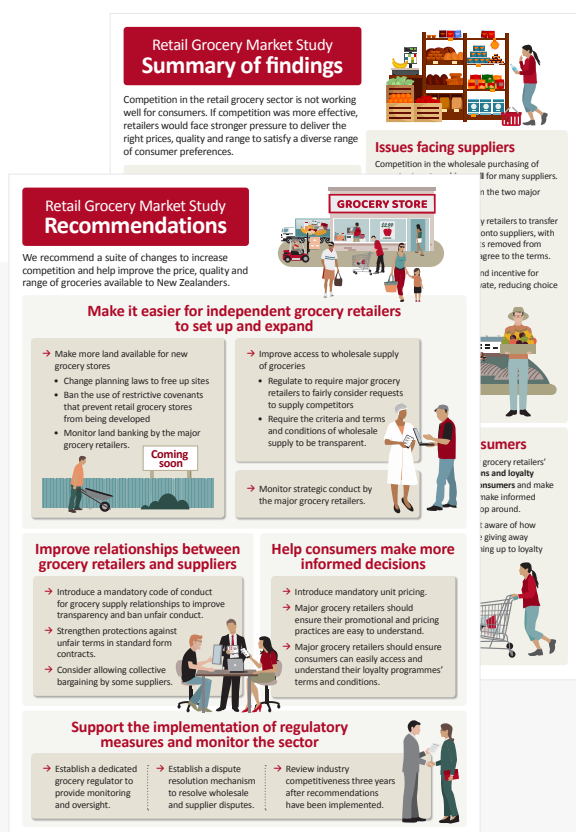 Retail Grocery Market Study
Summary of findings
Competition in the retail grocery sector is not working
well for consumers. If competition was more effective,
retailers would face stronger pressure to deliver the
right prices, quality and range to satisfy a diverse range
of consumer preferences.
Issues facing suppliers
Competition in the wholesale purchasing of
for many suppliers.
the two major
retailers to transfer
onto suppliers, with
removed from
agree to the terms.
and incentive for
reducing choice
sumers
grocery retailers'
ns and loyalty
onsumers and make
make informed
op around.
aware of how
giving away
ning up to loyalty
Retail Grocery Market Study
Recommendations
We recommend a suite of changes to increase
competition and help improve the price, quality and
range of groceries available to New Zealanders.
GROCERY STORE
$2.99
Make it easier for independent grocery retailers
to set up and expand
→ Make more land available for new
grocery stores
• Change planning laws to free up sites
• Ban the use of restrictive covenants
that prevent retail grocery stores
from being developed
• Monitor land banking by the major
grocery retailers.
Coming
soon
→ Improve access to wholesale supply
of groceries
• Regulate to require major grocery
retailers to fairly consider requests
to supply competitors
• Require the criteria and terms
and conditions of wholesale
supply to be transparent.
→ Monitor strategic conduct by
the major grocery retailers.
Improve relationships between
grocery retailers and suppliers
→ Introduce a mandatory code of conduct
for grocery supply relationships to improve
transparency and ban unfair conduct.
→ Strengthen protections against
unfair terms in standard form
contracts.
→ Consider allowing collective
bargaining by some suppliers.
Help consumers make more
informed decisions
→ Introduce mandatory unit pricing.
→ Major grocery retailers should
ensure their promotional and pricing
practices are easy to understand.
→ Major grocery retailers should ensure
consumers can easily access and
understand their loyalty programmes'
terms and conditions.
Support the implementation of regulatory
measures and monitor the sector
→ Establish a dedicated
grocery regulator to
provide monitoring
and oversight.
→ Establish a dispute
resolution mechanism
to resolve wholesale
and supplier disputes.
→ Review industry
competitiveness three years
after recommendations
have been implemented.